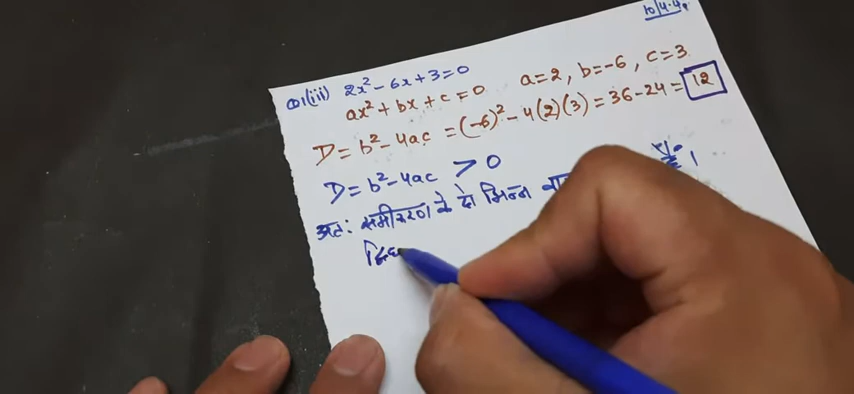 10/4.4
Q1(iii) 2x² - 6x + 3 = 0
ax² + bx + c = 0 a = 2, b = -6, c = 3
D = b² - 4ac = (-6)² - 4(2)(3) = 36 - 24 = 12
D = b² - 4ac > 0
अतः समीकरण के दो भिन्न
द्विघ